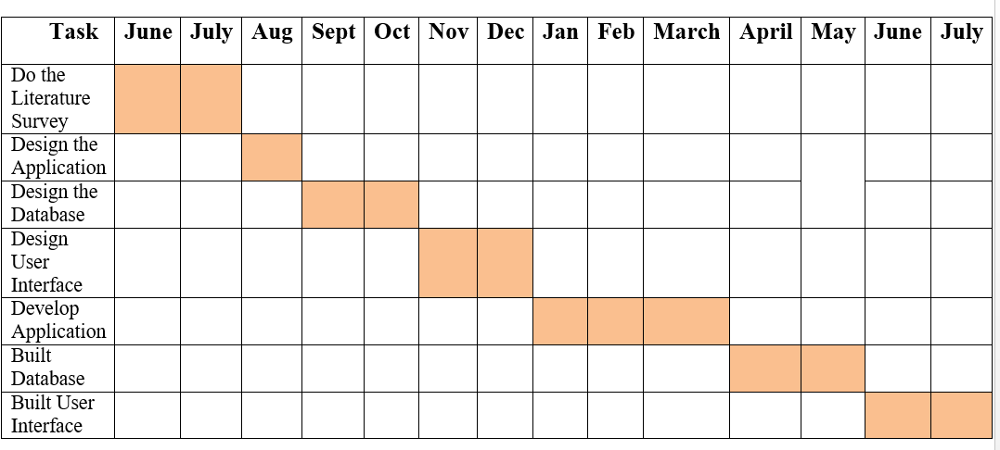 Task June July Aug Sept Oct Nov Dec Jan Feb March April May June July
Do the
Literature
Survey
Design the
Application
Design the
Database
Design
User
Interface
Develop
Application
Built
Database
Built User
Interface